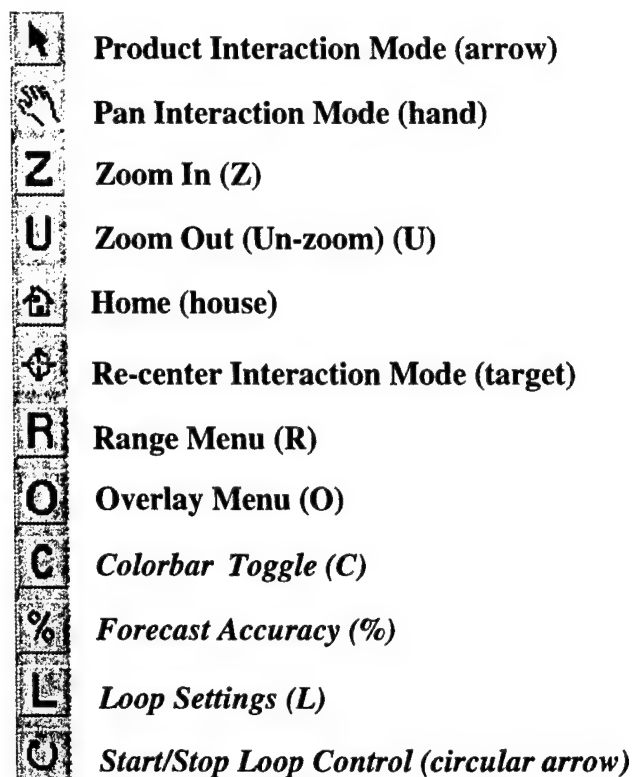 Product Interaction Mode (arrow)
Pan Interaction Mode (hand)
Z Zoom In (Z)
U Zoom Out (Un-zoom) (U)
Home (house)
Re-center Interaction Mode (target)
R Range Menu (R)
O Overlay Menu (O)
C Colorbar Toggle (C)
% Forecast Accuracy (%)
L Loop Settings (L)
Start/Stop Loop Control (circular arrow)